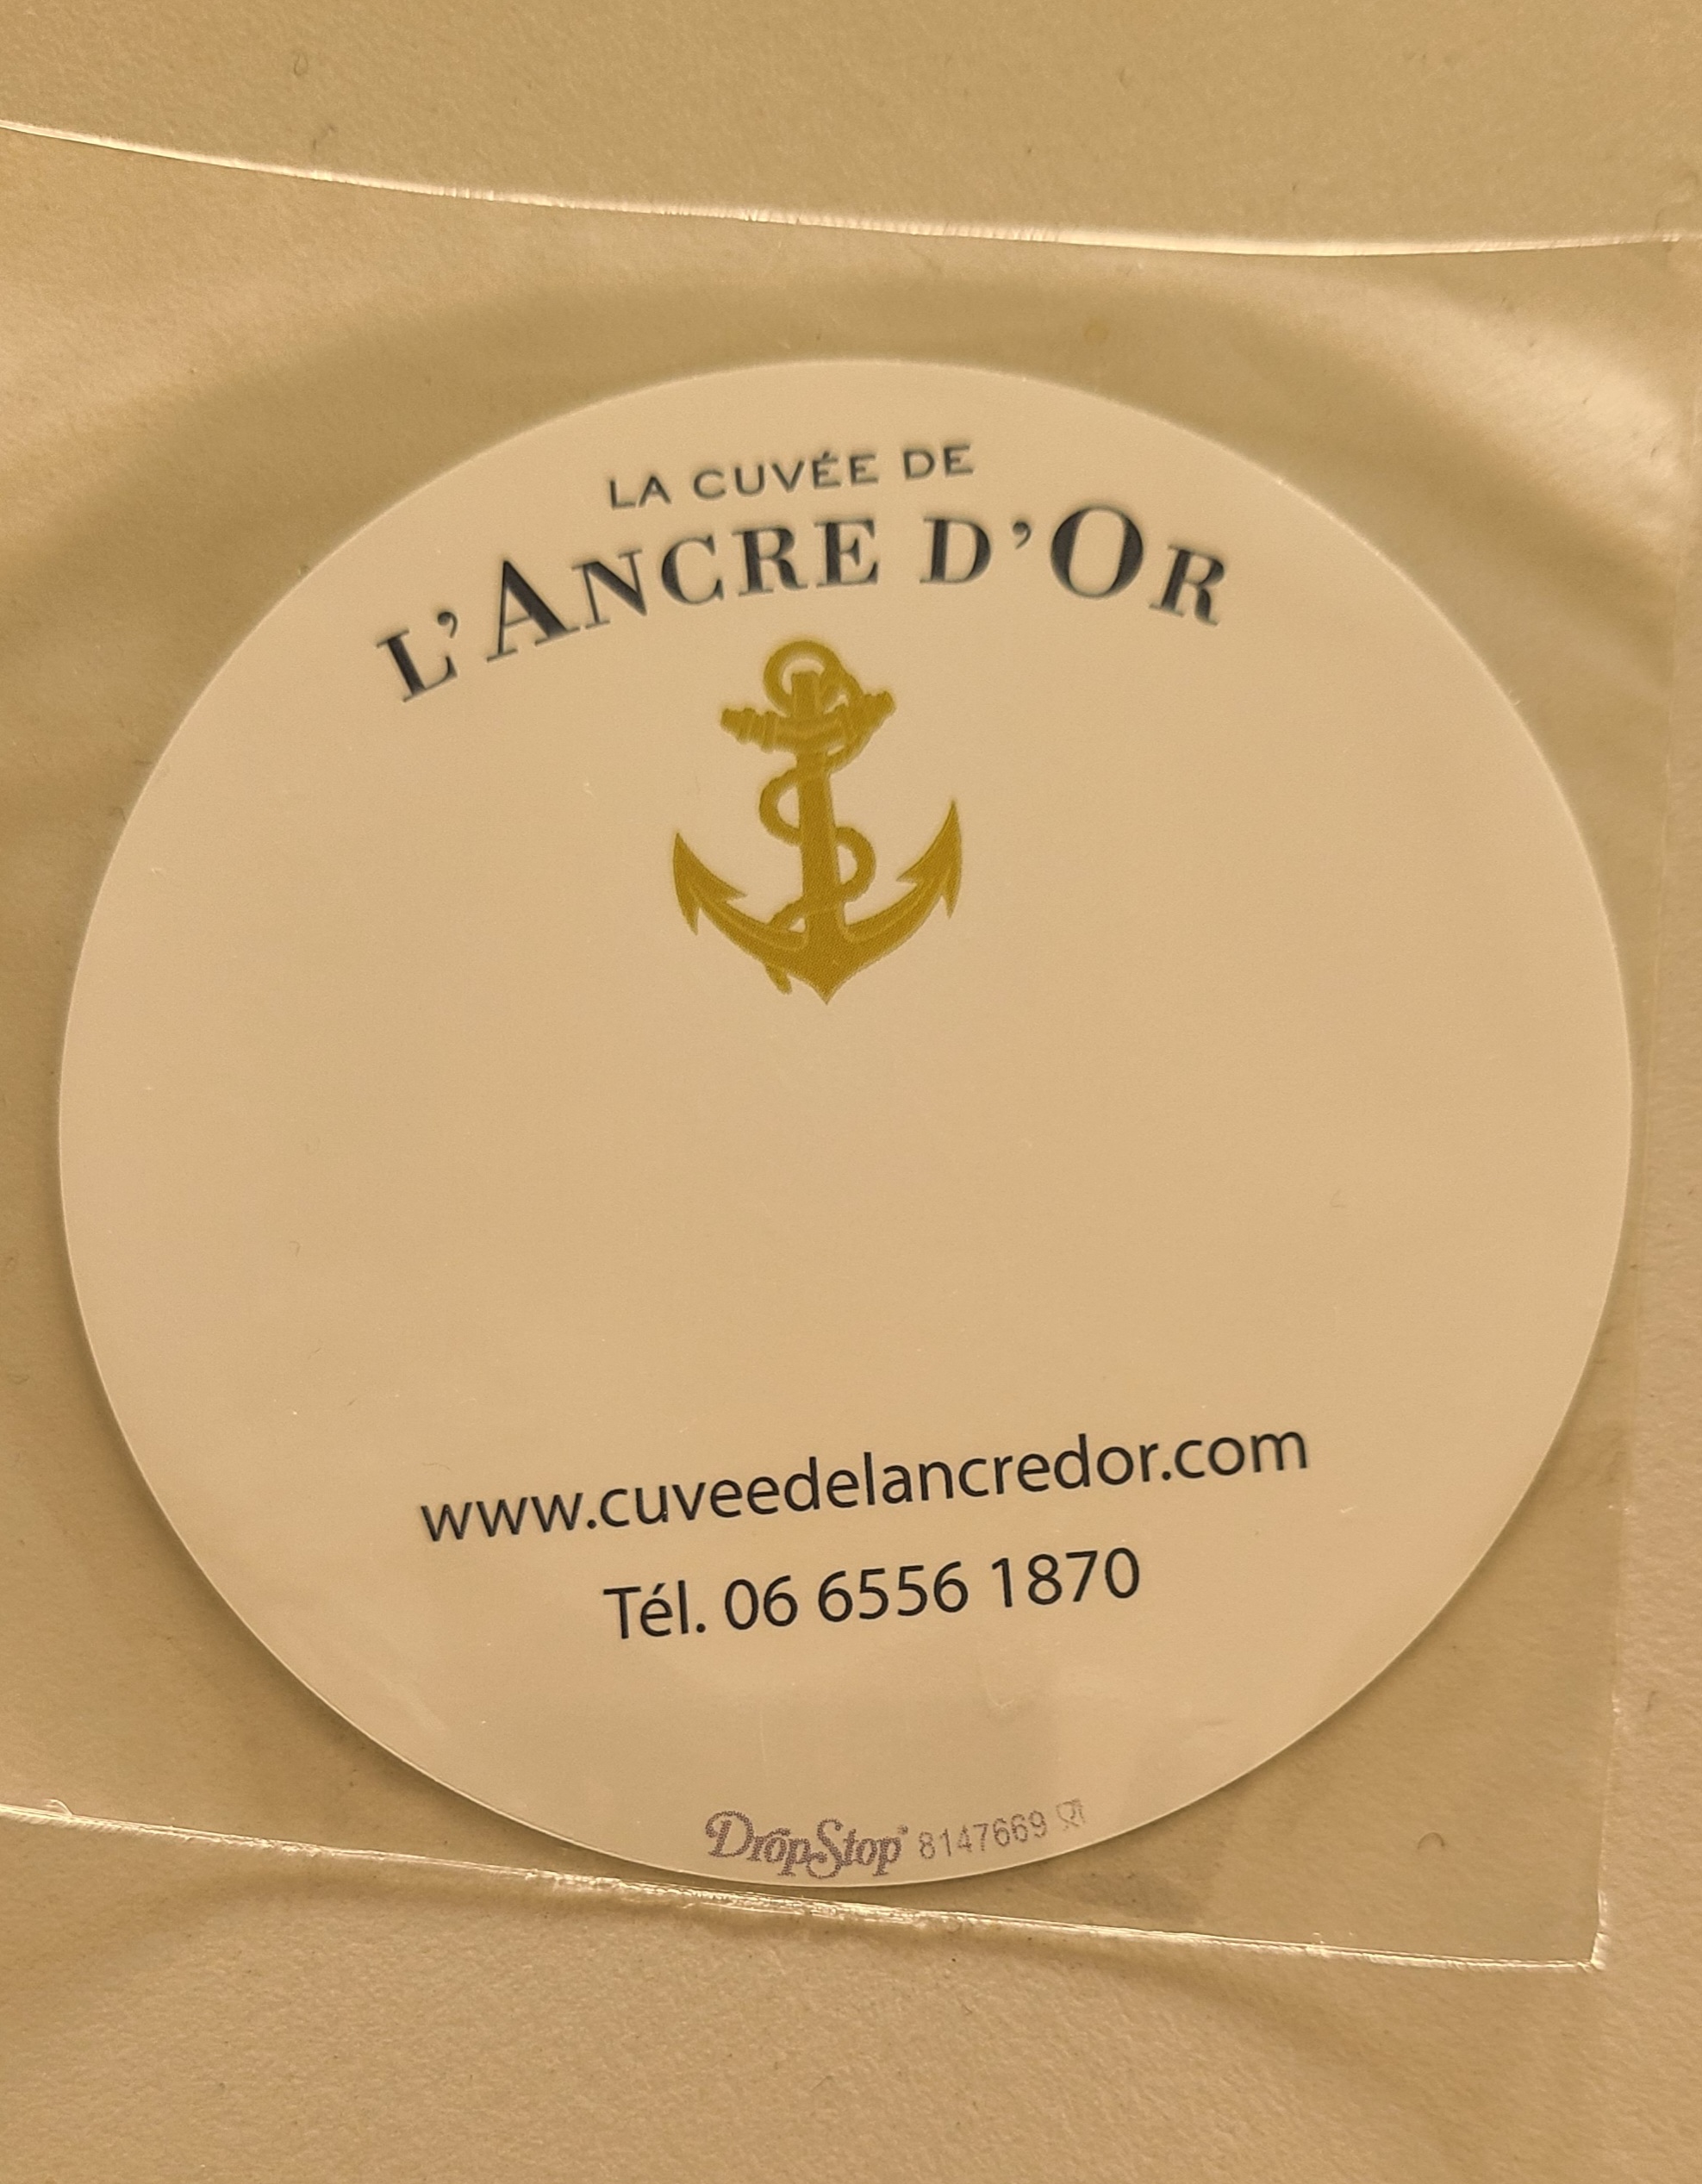 LA CUVÉE DE
L'ANCRE D'OR
www.cuveedelancredor.com
Tél. 06 6556 1870
DropStop® 8147669